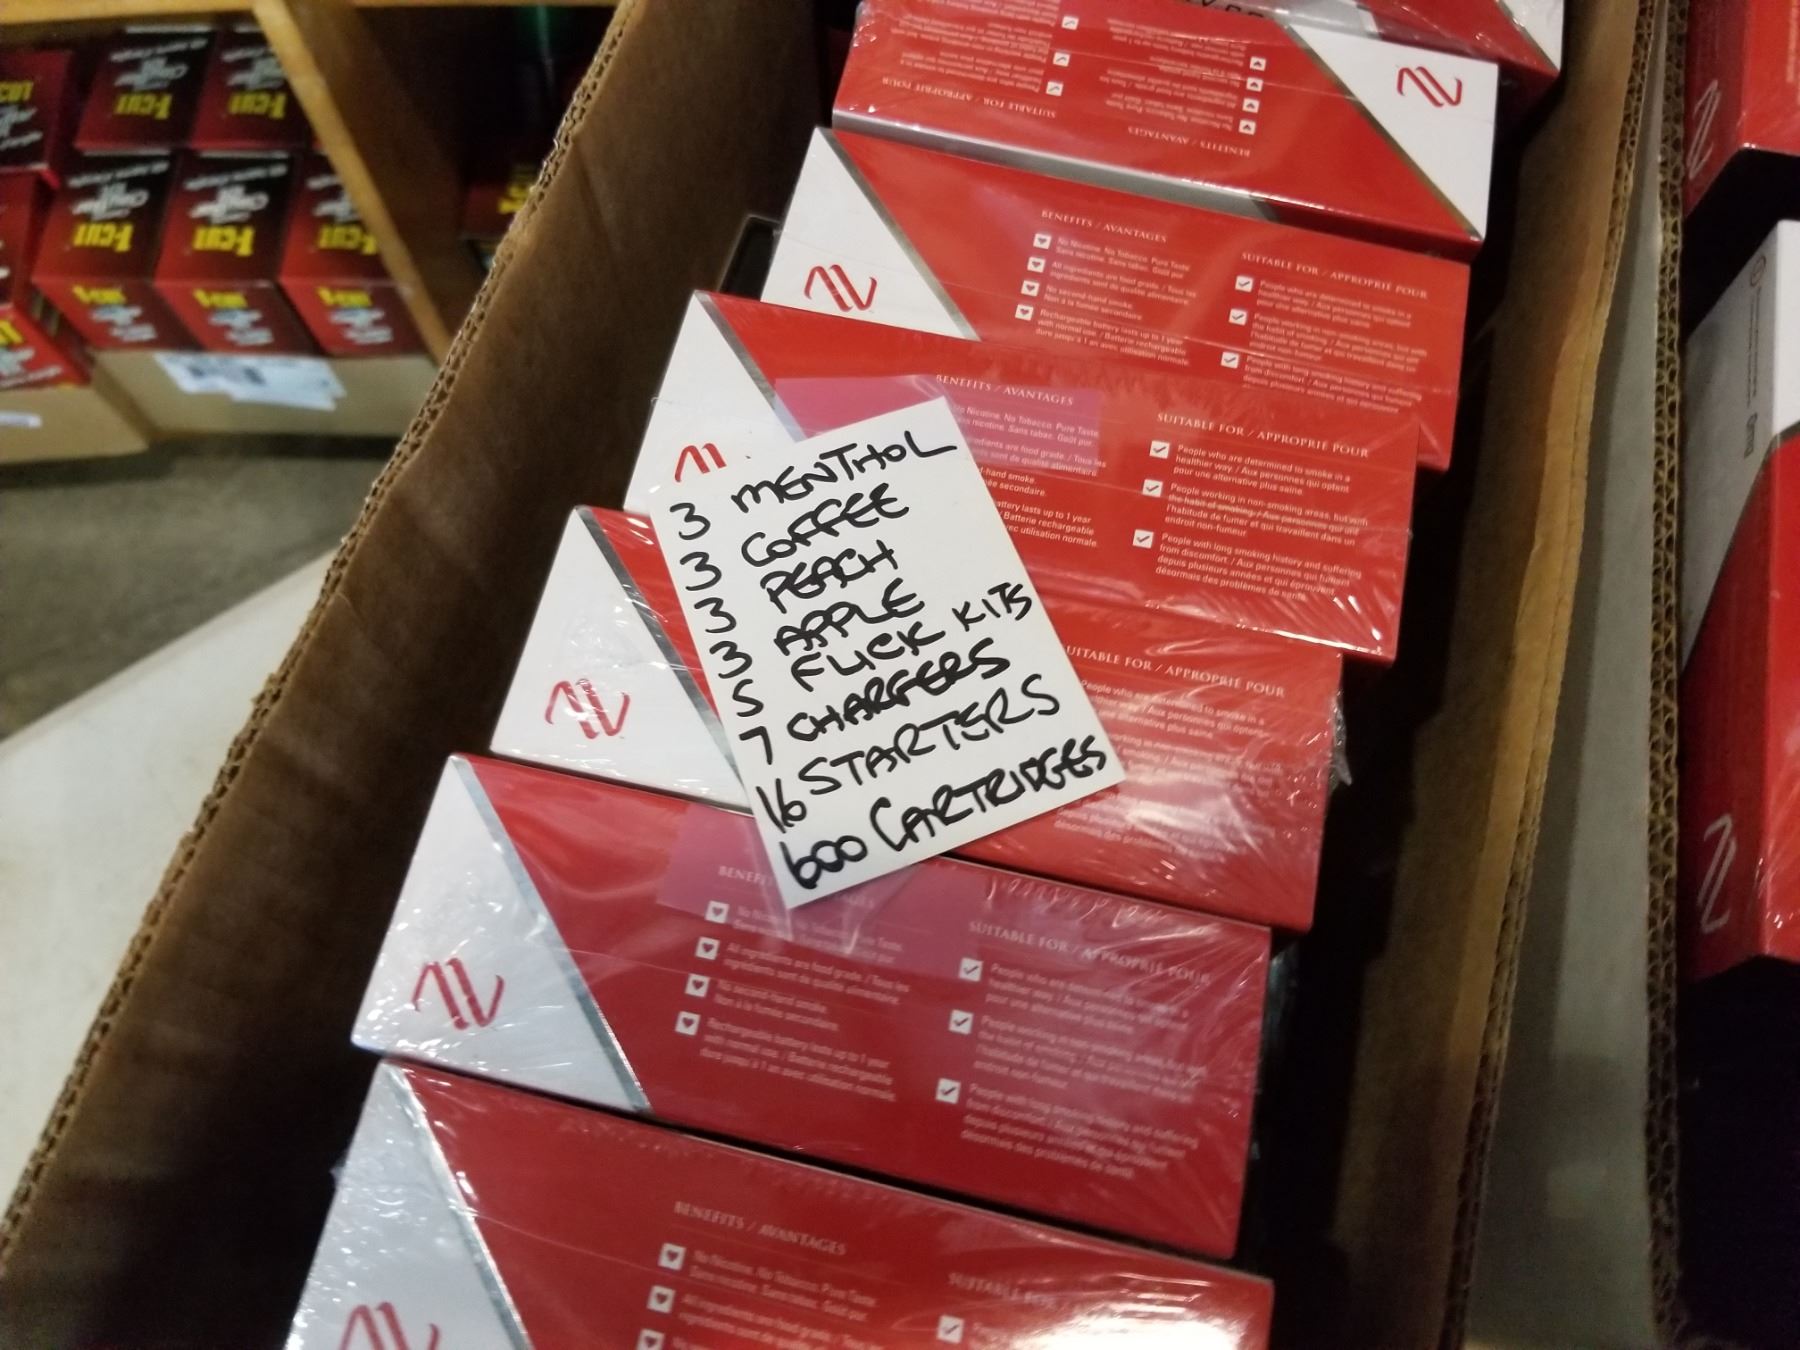 3 MENTHOL
3 COFFEE
3 PEACH
3 APPLE
5 FLICK KITS
7 CHARGERS
16 STARTERS
600 CARTRIDGES
BENEFITS / AVANTAGES
No Nicotine. No Tobacco. Pure Taste
Sans nicotine. Sans tabac. Goût pur
All ingredients are food grade. / Tous les
ingrédients sont de qualité alimentaire.
No second-hand smoke.
Non à la fumée secondaire.
Rechargeable battery lasts up to 1 year
with normal use. / Batterie rechargeable
dure jusqu'à 1 an avec utilisation normale.
SUITABLE FOR / APPROPRIÉ POUR
People who are determined to smoke in a
healthier way. / Aux personnes qui optent
pour une alternative plus saine
People working in non-smoking areas, but with
the habit of smoking. / Aux personnes qui ont
l'habitude de fumer et qui travaillent dans un
endroit non-fumeur
People with long smoking history and suffering
from discomfort. / Aux personnes qui fument
depuis plusieurs années et qui éprouvent
désormais des problèmes de santé.
T-CUT
T-CUT
T-CUT
T-CUT
T-CUT